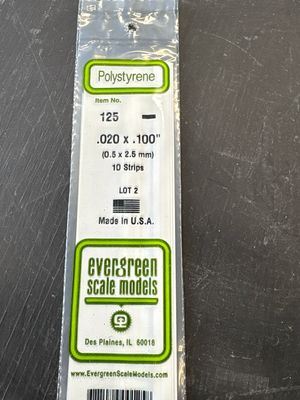 Polystyrene
Item No.
125
.020 x .100"
(0.5 x 2.5 mm)
10 Strips
LOT 2
Made in U.S.A.
evergreen
scale models
Des Plaines, IL 60018
www.EvergreenScaleModels.com